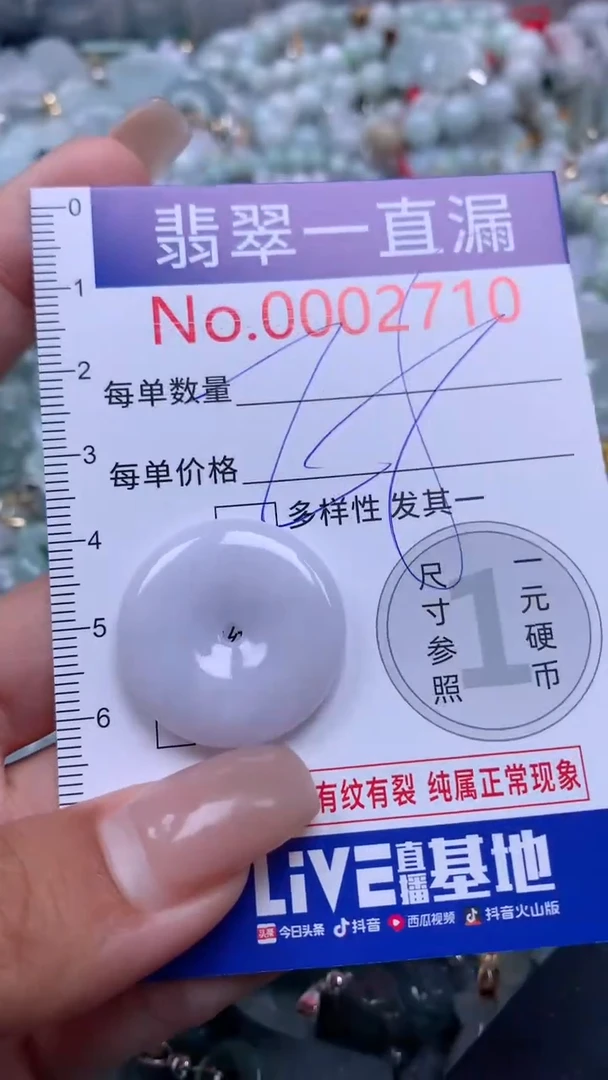 翡翠一直漏
No.0002710
每单数量
每单价格
多样性 发其一
0
1
2
3
4
5
6
尺寸参照
1
一元硬币
有纹有裂 纯属正常现象
LiVE直播基地
头条 今日头条 抖音 西瓜视频 抖音火山版